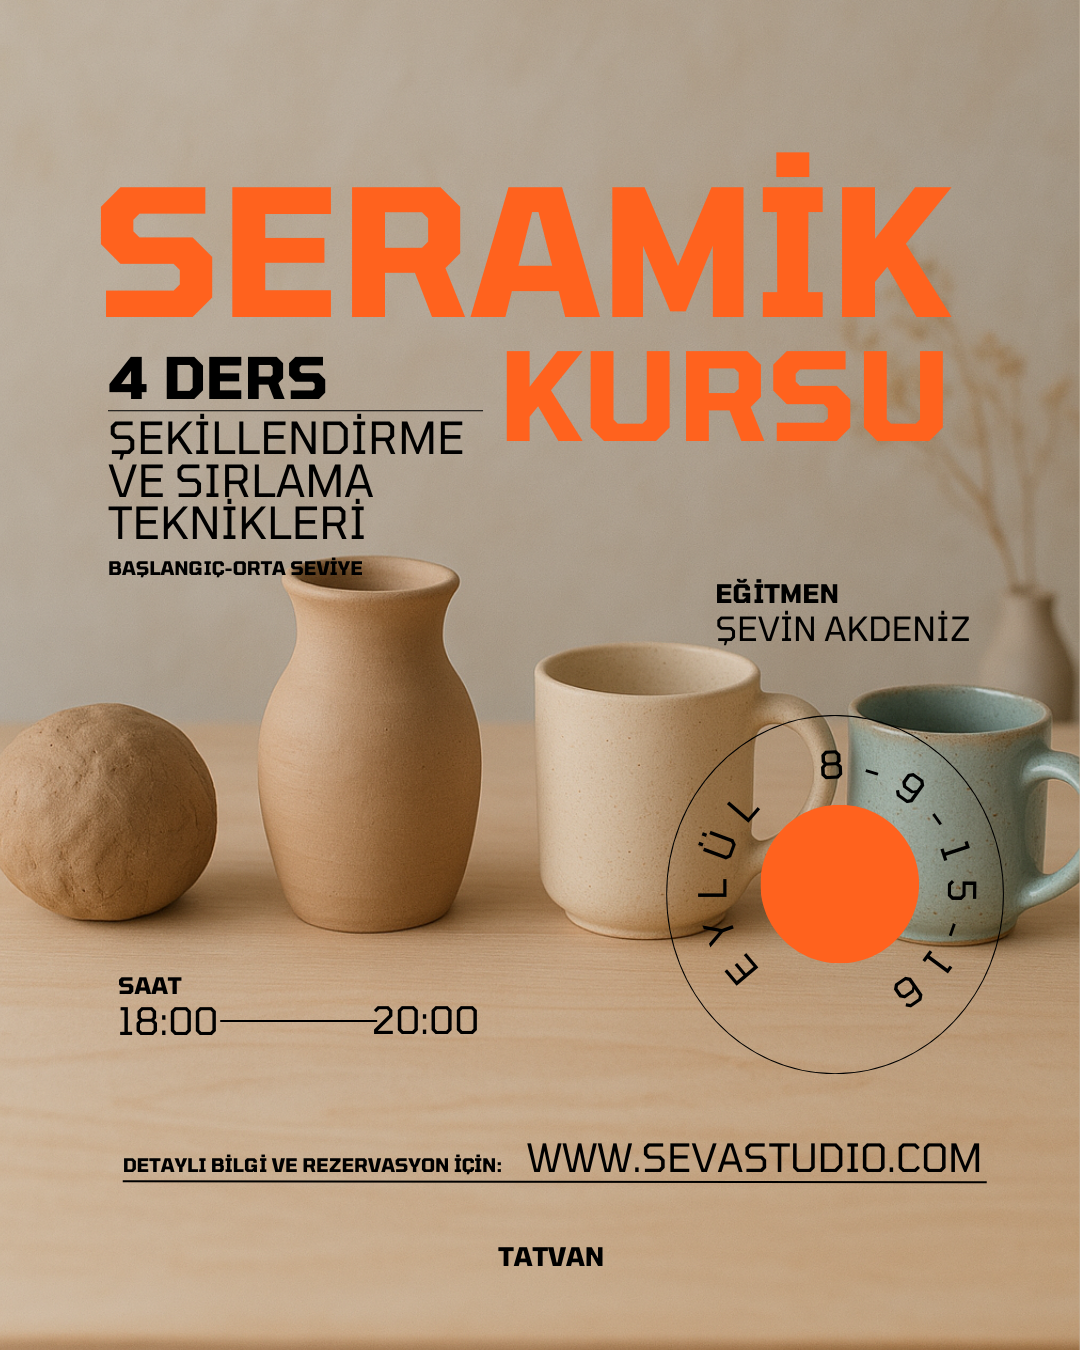 SERAMİK
KURSU
4 DERS
ŞEKİLLENDİRME
VE SIRLAMA
TEKNİKLERİ
BAŞLANGIÇ-ORTA SEVİYE
EĞİTMEN
ŞEVİN AKDENİZ
EYLÜL 8-9-15-16
SAAT
18:00 20:00
DETAYLI BİLGİ VE REZERVASYON İÇİN: WWW.SEVASTUDIO.COM
TATVAN